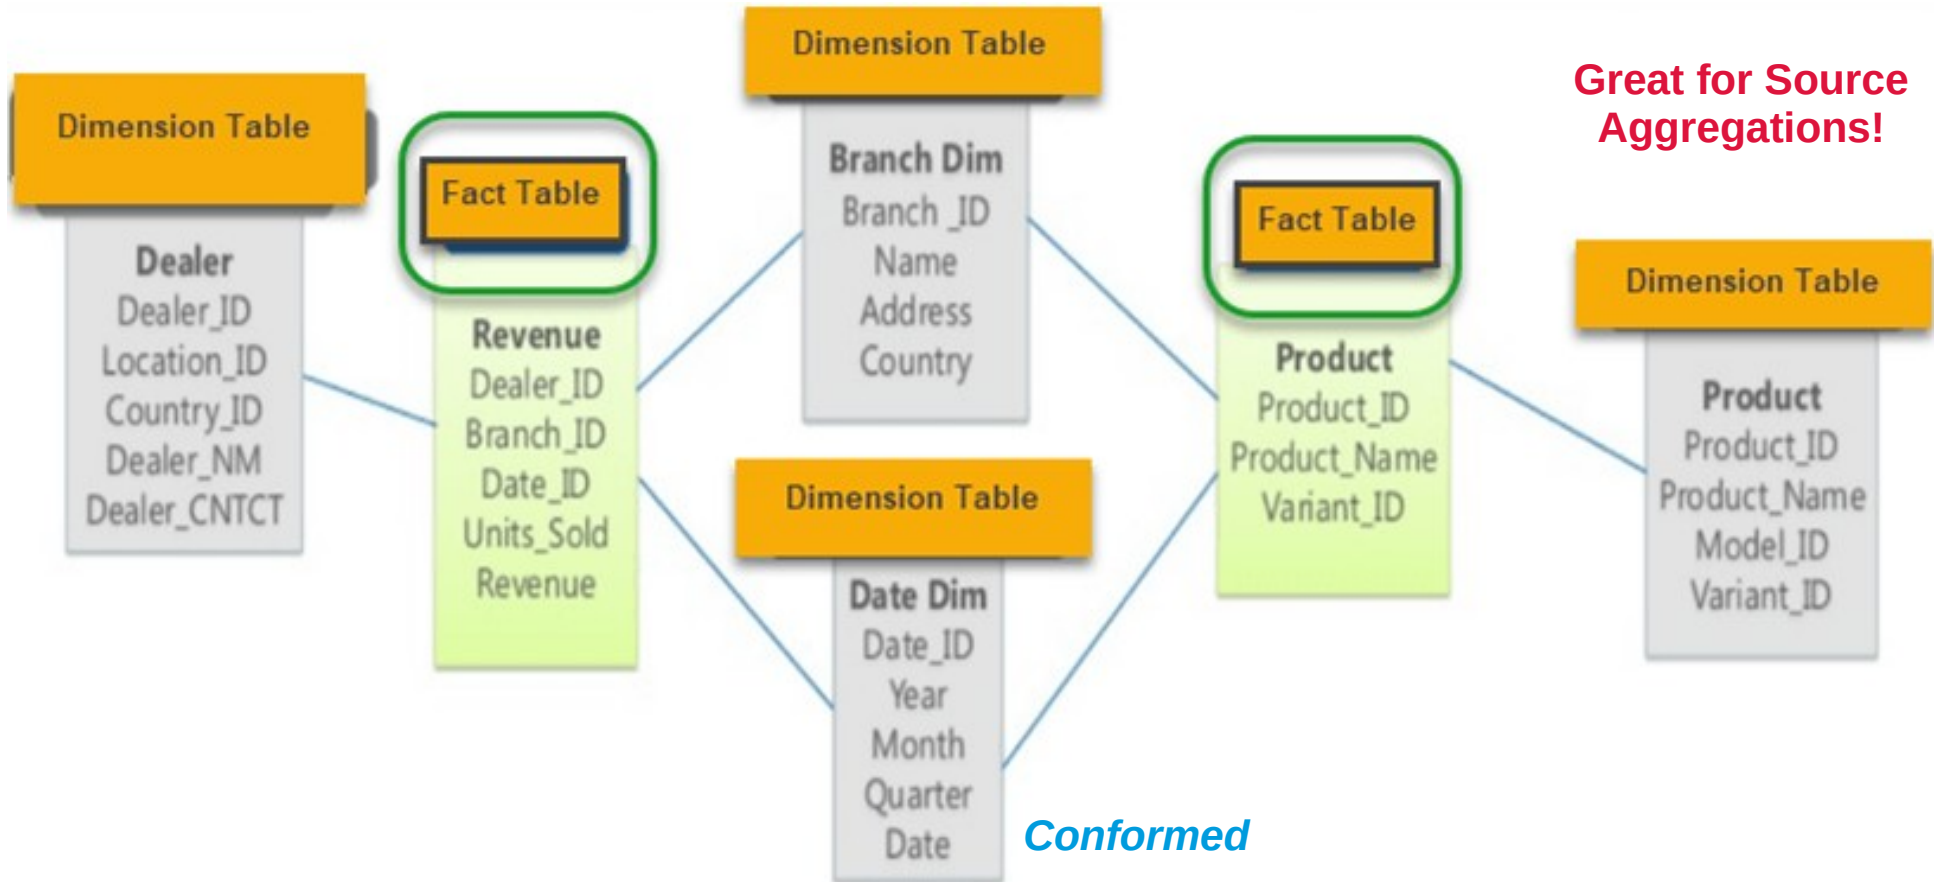 Dimension Table
Dealer
Dealer_ID
Location_ID
Country_ID
Dealer_NM
Dealer_CNTCT
Fact Table
Revenue
Dealer_ID
Branch_ID
Date_ID
Units_Sold
Revenue
Dimension Table
Branch Dim
Branch _ID
Name
Address
Country
Dimension Table
Date Dim
Date_ID
Year
Month
Quarter
Date
Conformed
Fact Table
Product
Product_ID
Product_Name
Variant_ID
Great for Source
Aggregations!
Dimension Table
Product
Product_ID
Product_Name
Model_ID
Variant_ID